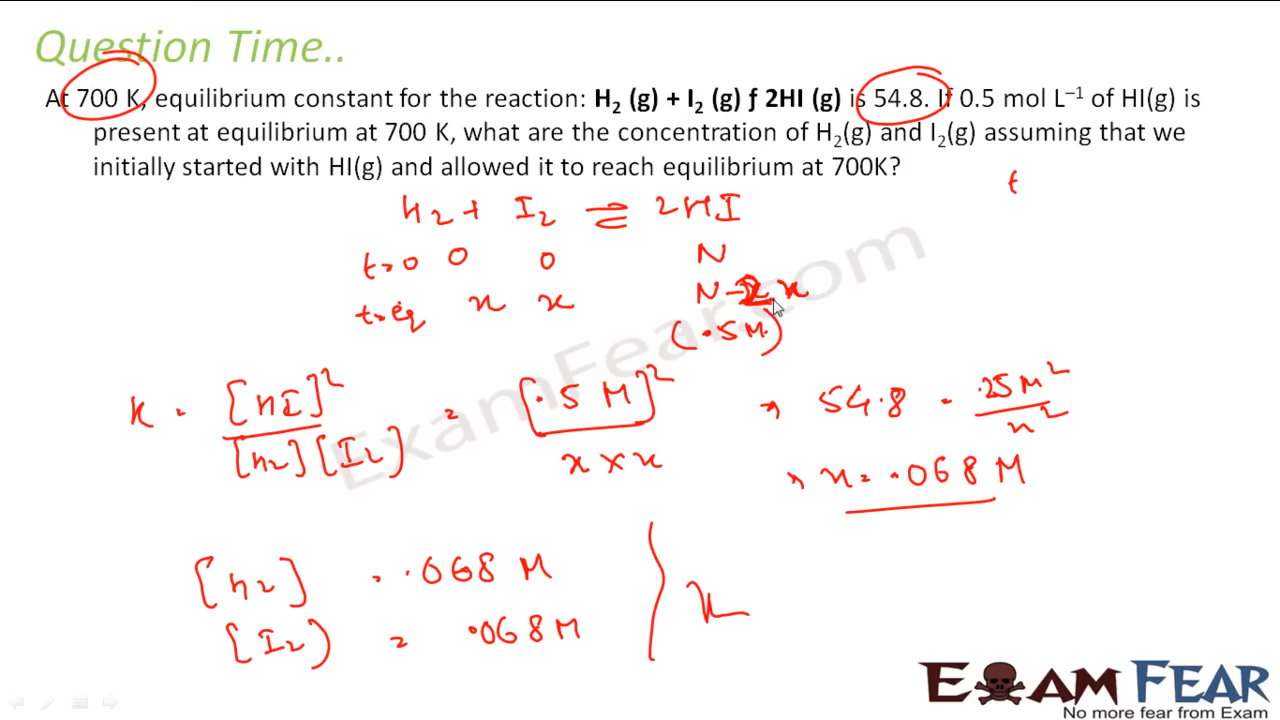 Question Time..
At 700 K, equilibrium constant for the reaction: H₂ (g) + I₂ (g) ƒ 2HI (g) is 54.8. If 0.5 mol L⁻¹ of HI(g) is
present at equilibrium at 700 K, what are the concentration of H₂(g) and I₂(g) assuming that we
initially started with HI(g) and allowed it to reach equilibrium at 700K?
t
h₂ + I₂ ⇌ 2HI
t=0 0 0 N
t=eq x x N - 2x
(.5M)
K = [HI]² / [h₂][I₂] = [.5 M]² / x × x ⇒ 54.8 = .25M² / x²
⇒ x = .068 M
[h₂] = .068 M
[I₂] = .068 M
x
ExamFear.com
EXAM FEAR
No more fear from Exam